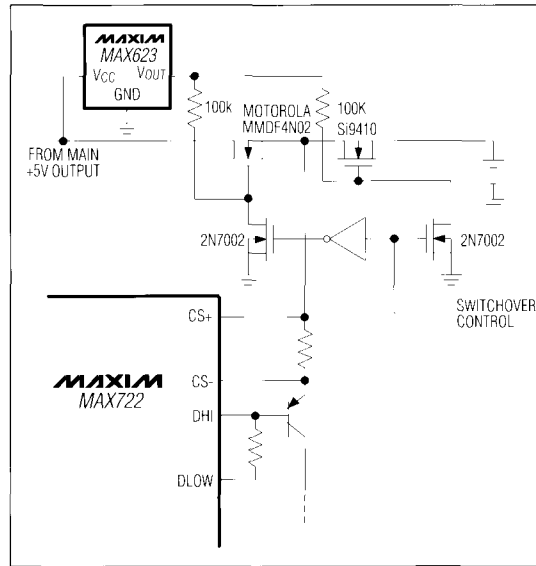 MAXIM
MAX623
VCC VOUT
GND
100k
MOTOROLA
MMDF4N02
100K
Si9410
FROM MAIN
+5V OUTPUT
2N7002
2N7002
SWITCHOVER
CONTROL
CS+
MAXIM
MAX722
CS-
DHI
DLOW